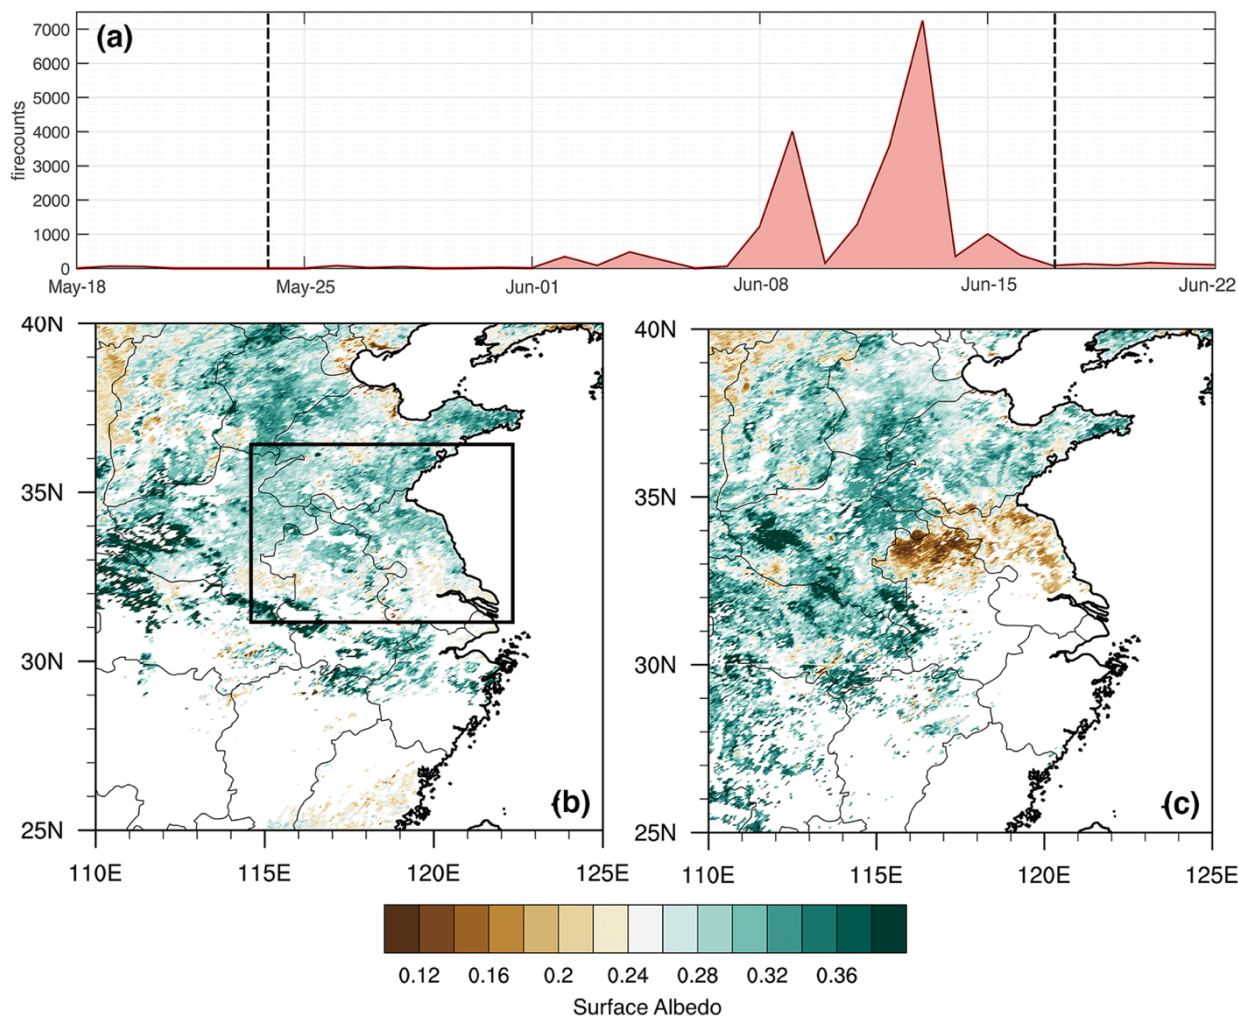 (a)
7000
6000
5000
4000
3000
2000
1000
0
firecounts
May-18 May-25 Jun-01 Jun-08 Jun-15 Jun-22
40N
35N
30N
25N
110E 115E 120E 125E
(b)
40N
35N
30N
25N
110E 115E 120E 125E
(c)
0.12 0.16 0.2 0.24 0.28 0.32 0.36
Surface Albedo